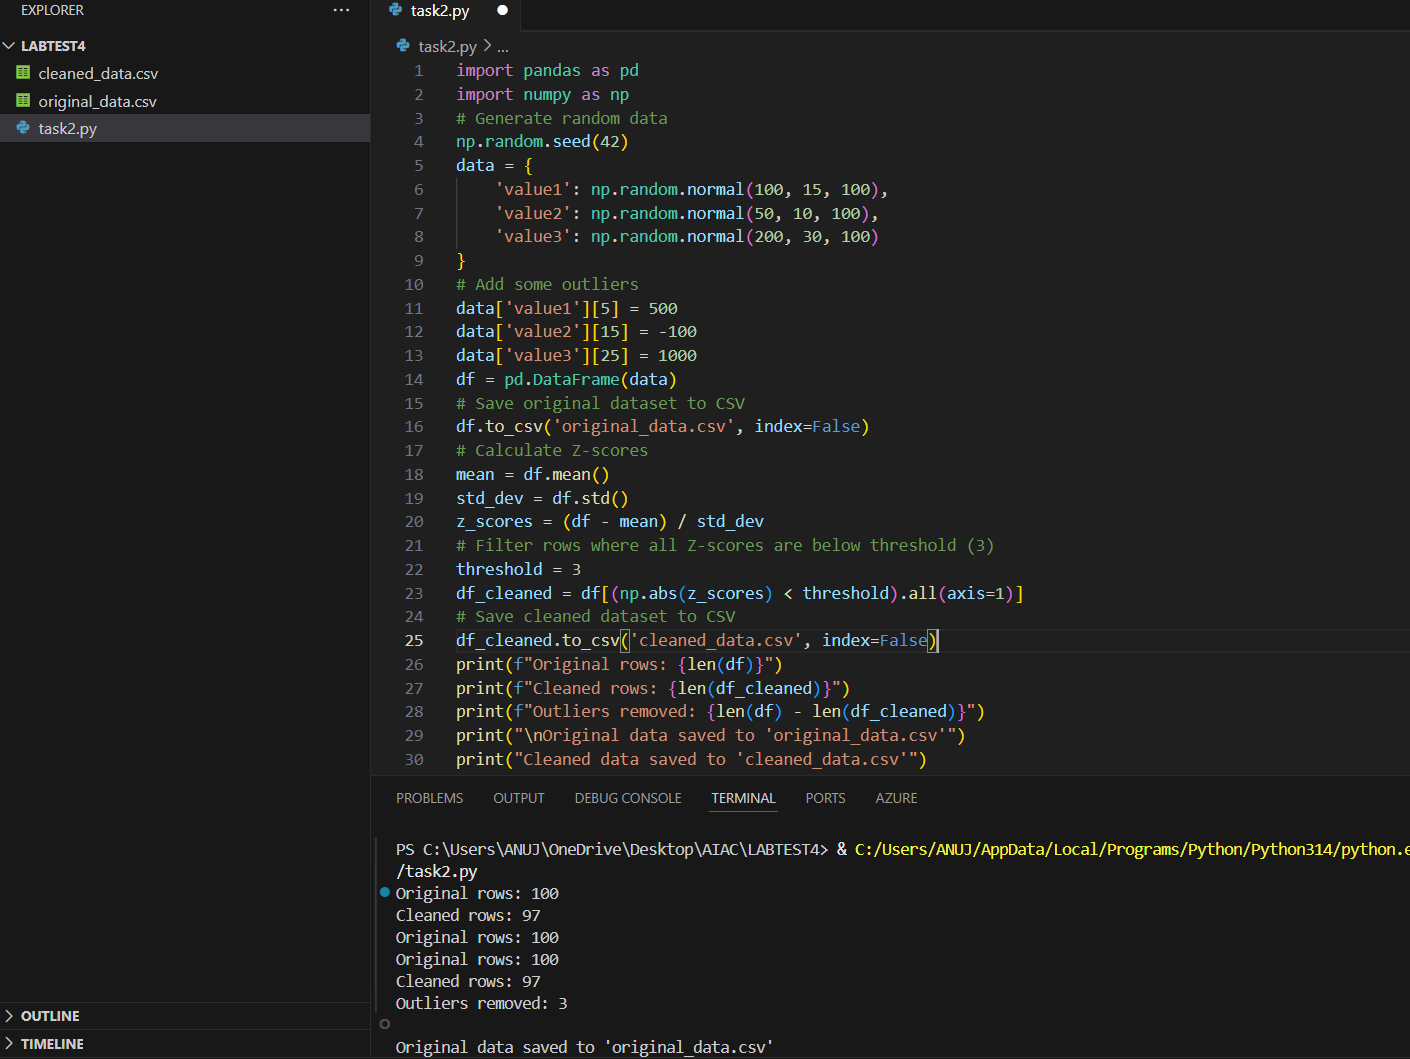 EXPLORER ...
LABTEST4
cleaned_data.csv
original_data.csv
task2.py
OUTLINE
TIMELINE
task2.py
task2.py > ...
1 import pandas as pd
2 import numpy as np
3 # Generate random data
4 np.random.seed(42)
5 data = {
6     'value1': np.random.normal(100, 15, 100),
7     'value2': np.random.normal(50, 10, 100),
8     'value3': np.random.normal(200, 30, 100)
9 }
10 # Add some outliers
11 data['value1'][5] = 500
12 data['value2'][15] = -100
13 data['value3'][25] = 1000
14 df = pd.DataFrame(data)
15 # Save original dataset to CSV
16 df.to_csv('original_data.csv', index=False)
17 # Calculate Z-scores
18 mean = df.mean()
19 std_dev = df.std()
20 z_scores = (df - mean) / std_dev
21 # Filter rows where all Z-scores are below threshold (3)
22 threshold = 3
23 df_cleaned = df[(np.abs(z_scores) < threshold).all(axis=1)]
24 # Save cleaned dataset to CSV
25 df_cleaned.to_csv('cleaned_data.csv', index=False)
26 print(f"Original rows: {len(df)}")
27 print(f"Cleaned rows: {len(df_cleaned)}")
28 print(f"Outliers removed: {len(df) - len(df_cleaned)}")
29 print("\nOriginal data saved to 'original_data.csv'")
30 print("Cleaned data saved to 'cleaned_data.csv'")
PROBLEMS OUTPUT DEBUG CONSOLE TERMINAL PORTS AZURE
PS C:\Users\ANUJ\OneDrive\Desktop\AIAC\LABTEST4> & C:/Users/ANUJ/AppData/Local/Programs/Python/Python314/python.e
/task2.py
Original rows: 100
Cleaned rows: 97
Original rows: 100
Original rows: 100
Cleaned rows: 97
Outliers removed: 3
Original data saved to 'original_data.csv'